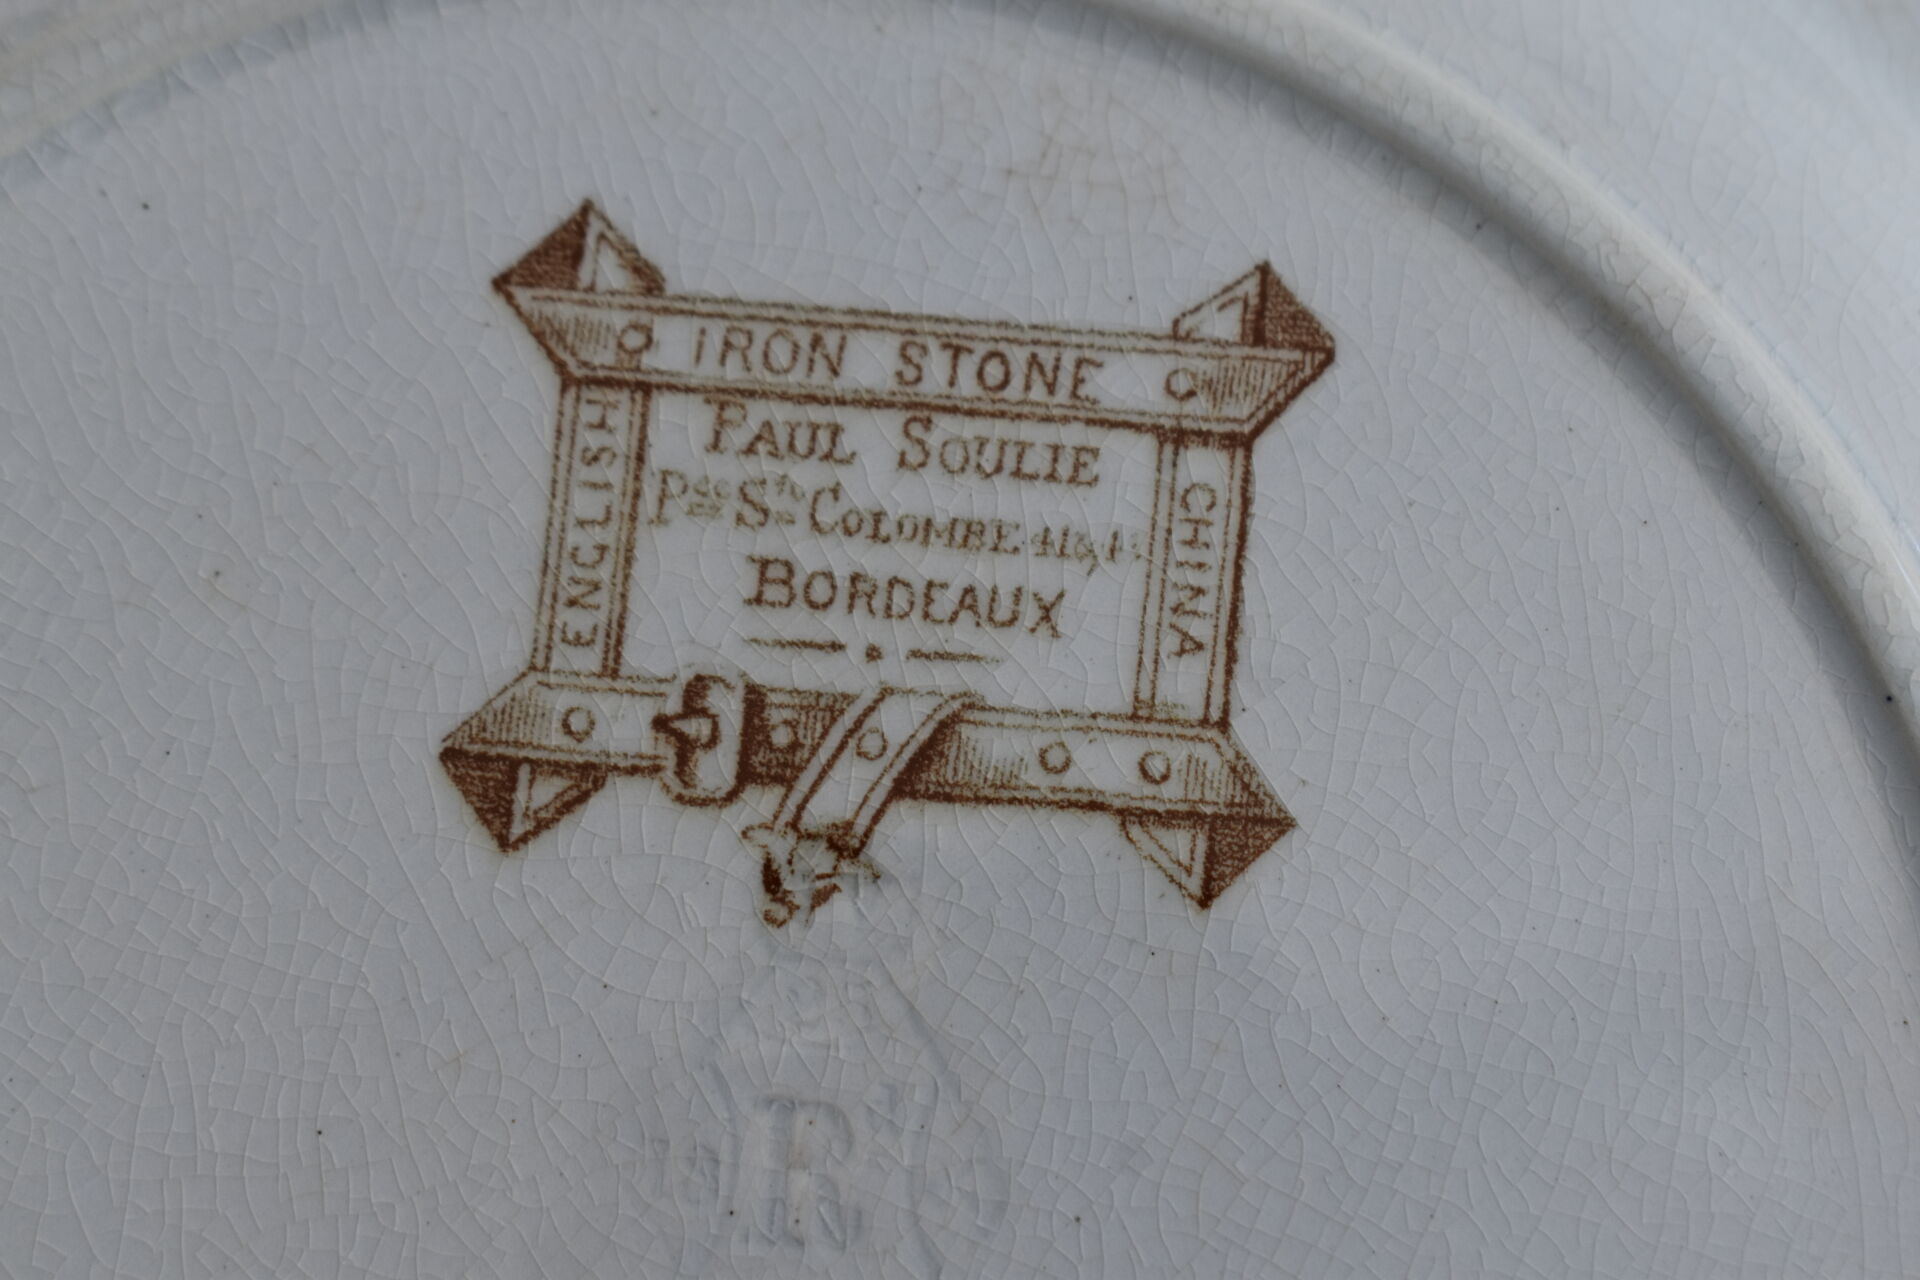 IRON STONE
ENGLISH
CHINA
PAUL SOULIE
Pce Ste COLOMBE
BORDEAUX